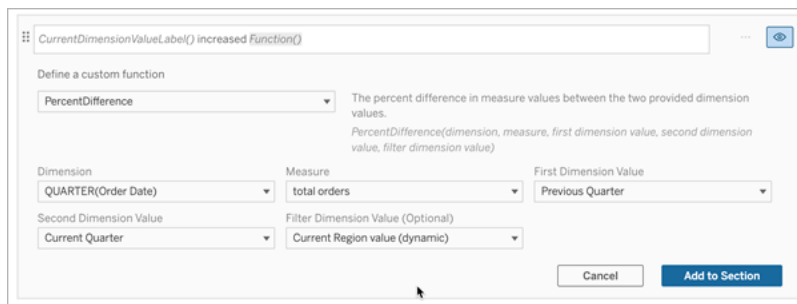 CurrentDimensionValueLabel() increased Function()
Define a custom function
PercentDifference
The percent difference in measure values between the two provided dimension
values.
PercentDifference(dimension, measure, first dimension value, second dimension
value, filter dimension value)
Dimension
Measure
First Dimension Value
QUARTER(Order Date)
total orders
Previous Quarter
Second Dimension Value
Filter Dimension Value (Optional)
Current Quarter
Current Region value (dynamic)
Cancel
Add to Section